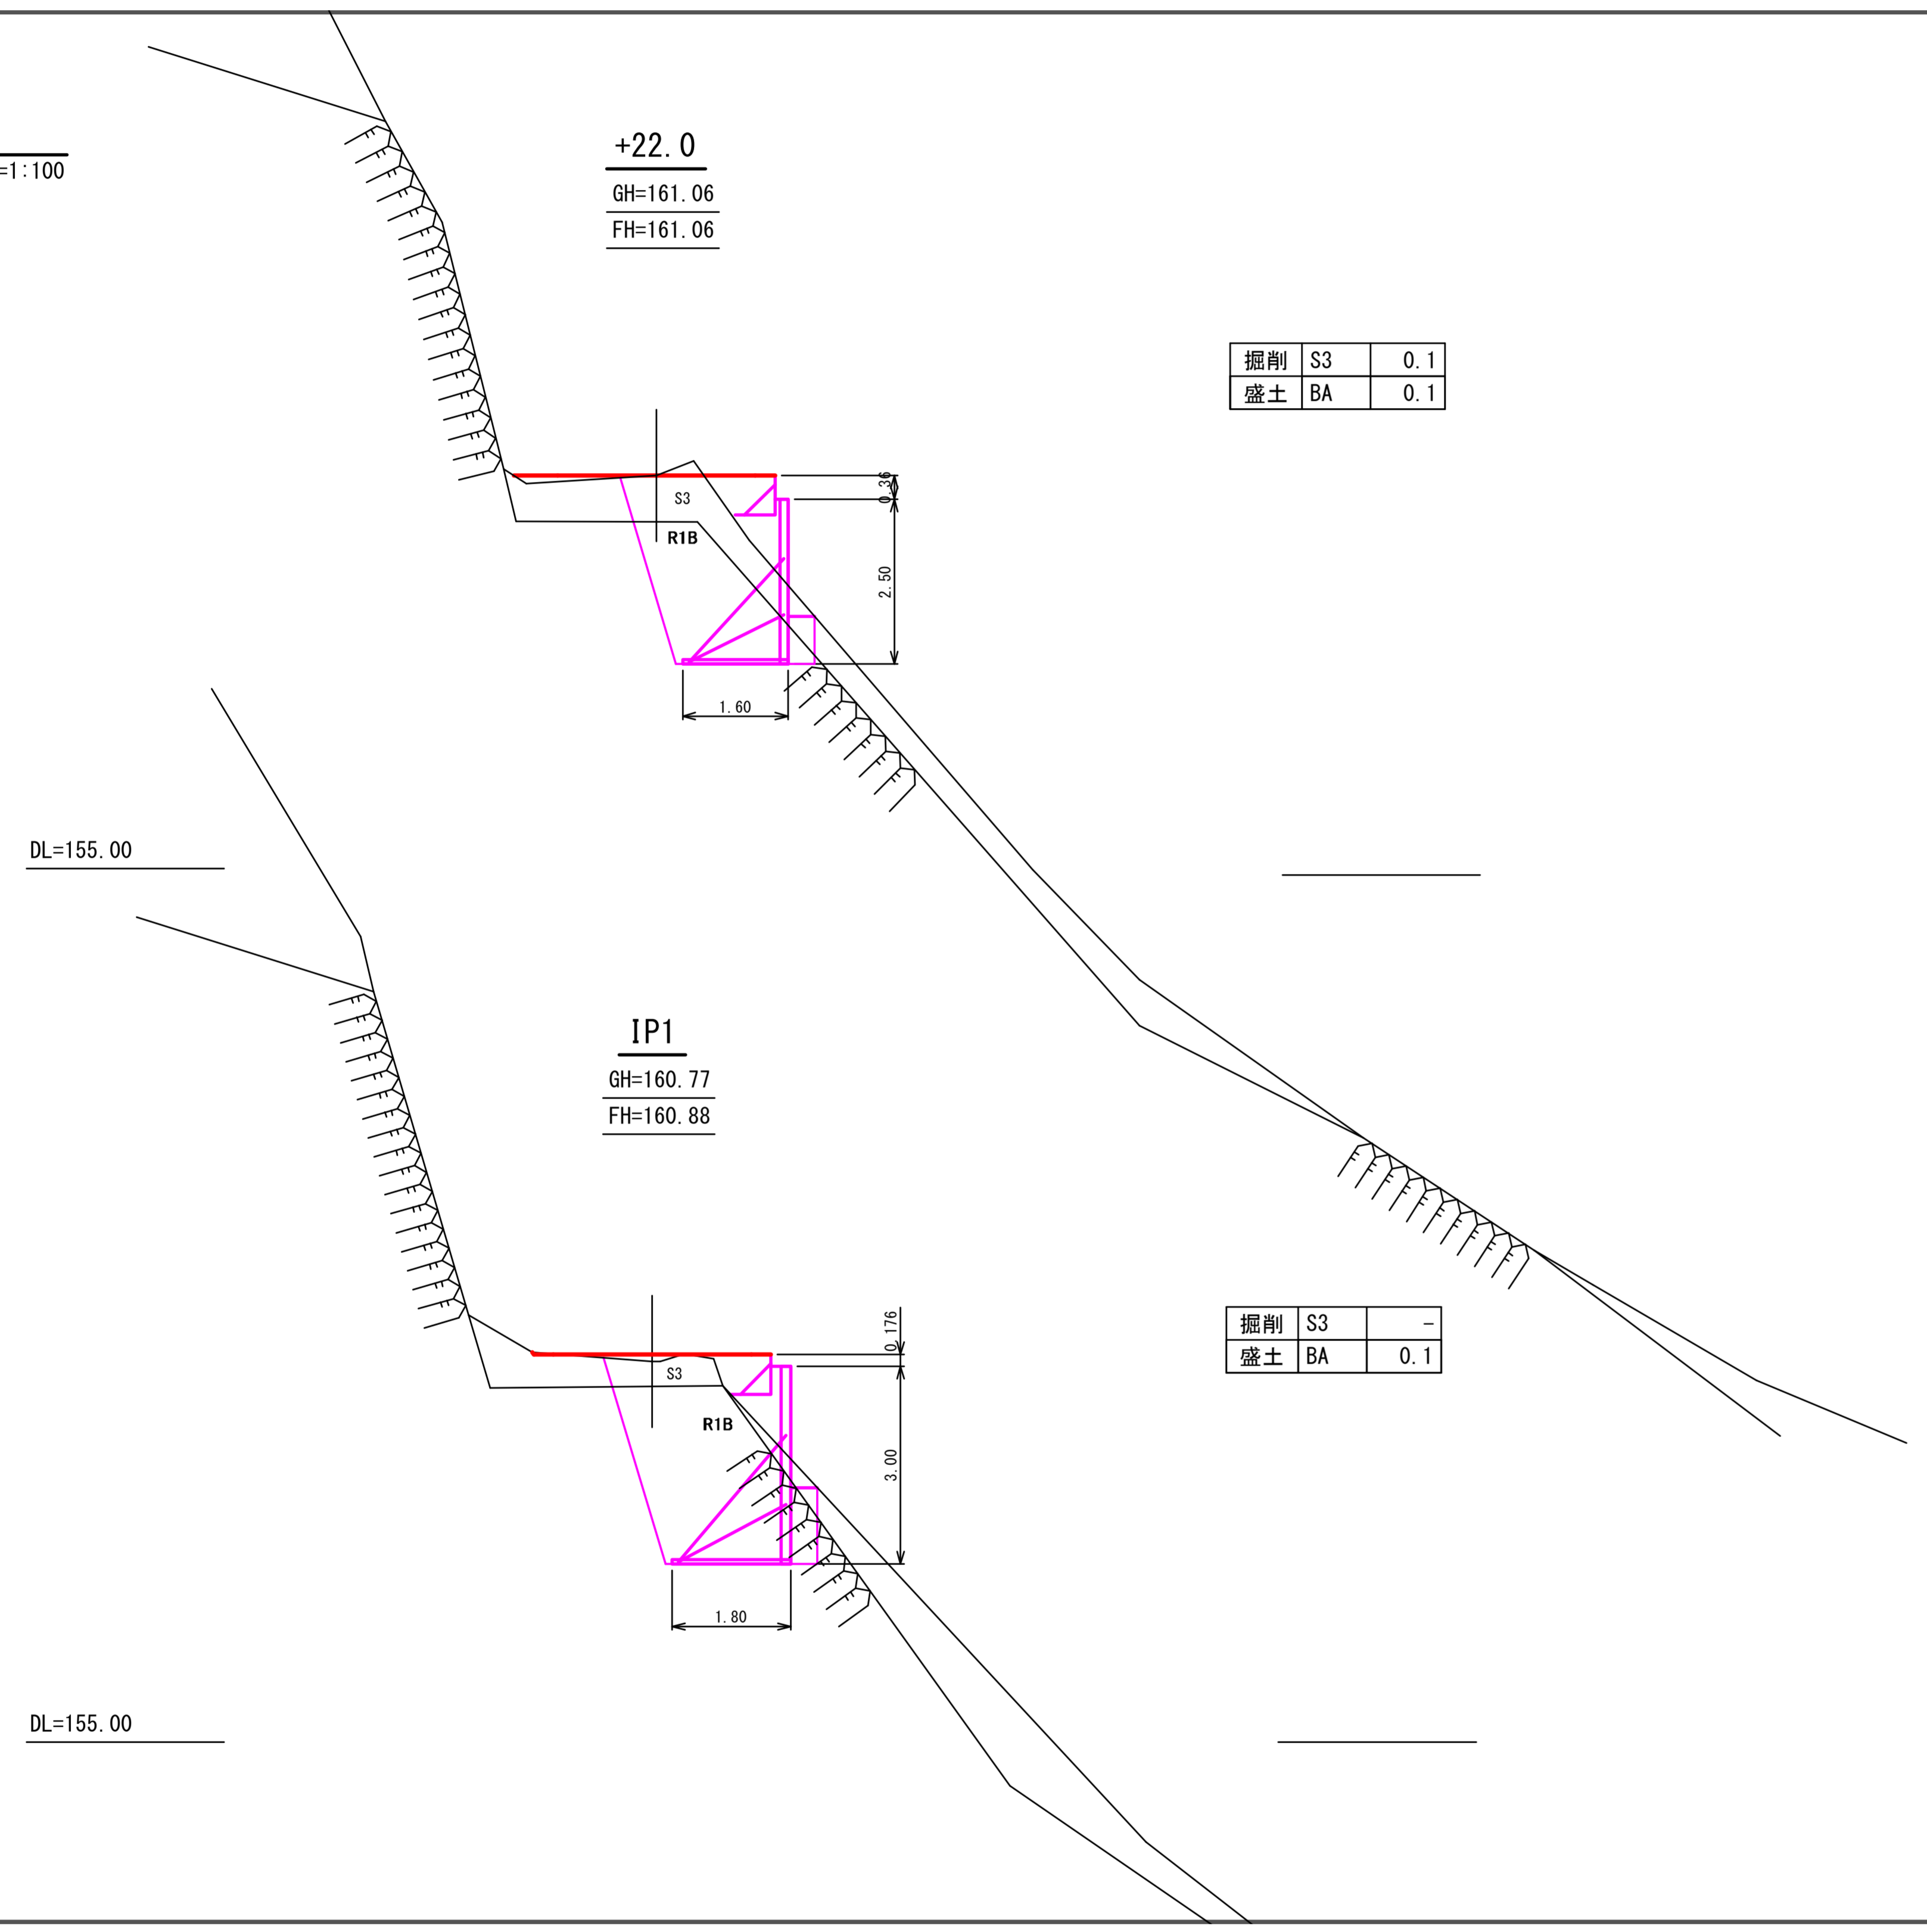 =1:100
+22.0
GH=161.06
FH=161.06
掘削 S3 0.1
盛土 BA 0.1
0.36
S3
R1B
2.50
1.60
DL=155.00
IP1
GH=160.77
FH=160.88
掘削 S3 -
盛土 BA 0.1
0.176
S3
R1B
3.00
1.80
DL=155.00